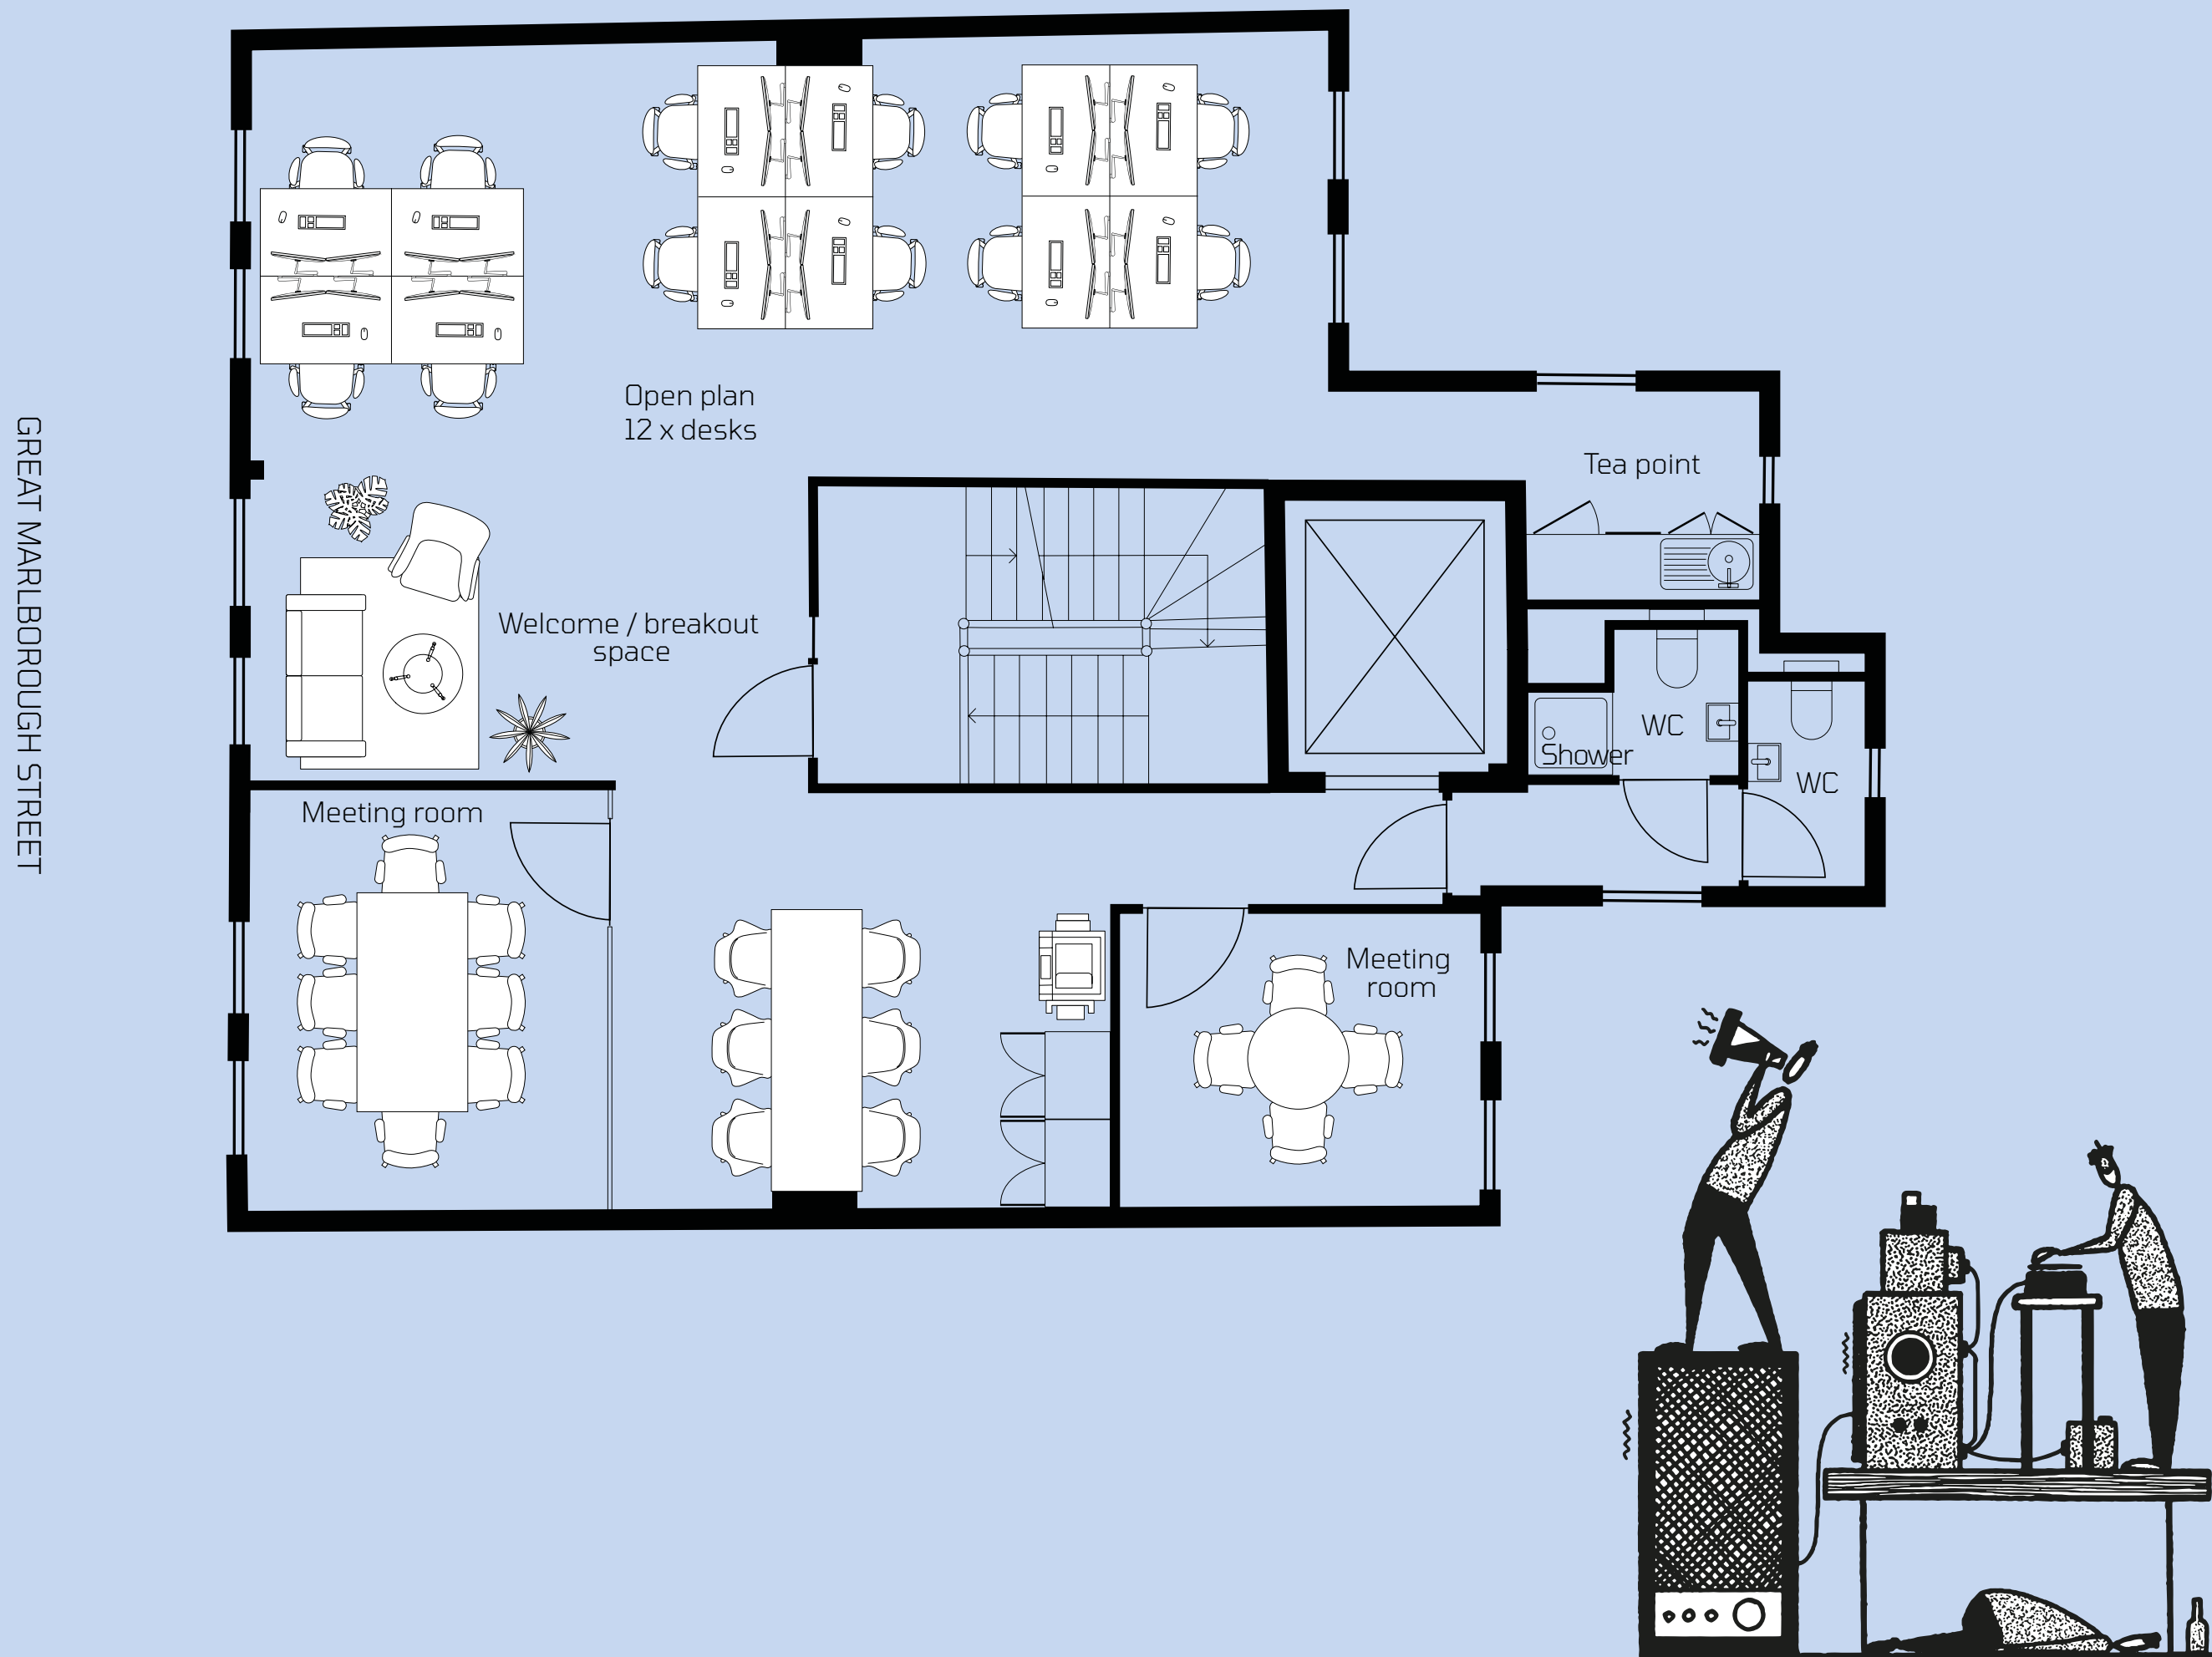 GREAT MARLBOROUGH STREET
Open plan
12 x desks
Tea point
Welcome / breakout
space
WC
Shower
WC
Meeting room
Meeting
room